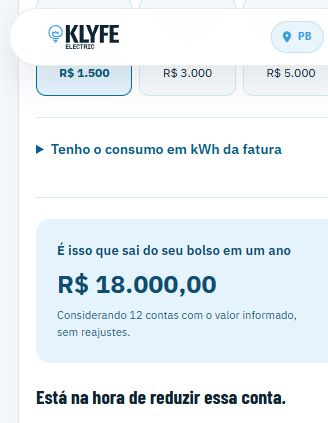 KLYFE
ELECTRIC
PB
R$ 1.500
R$ 3.000
R$ 5.000
Tenho o consumo em kWh da fatura
É isso que sai do seu bolso em um ano
R$ 18.000,00
Considerando 12 contas com o valor informado,
sem reajustes.
Está na hora de reduzir essa conta.